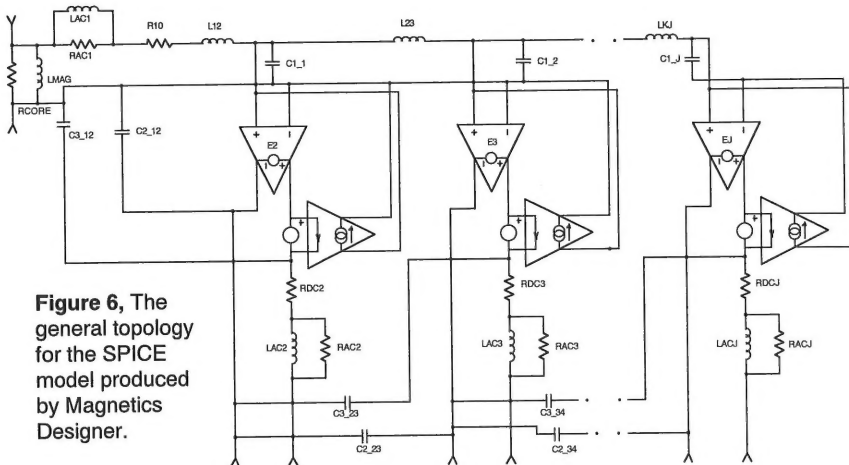 LAC1
L12
L23
LKJ
R10
RAC1
C1_1
C1_2
C1_J
LMAG
RCORE
C3_12
C2_12
+ −
E2
− +
+
+ −
E3
− +
+
+ −
EJ
− +
+
RDC2
RDC3
RDCJ
LAC2
RAC2
LAC3
RAC3
LACJ
RACJ
C3_23
C3_34
C2_23
C2_34
Figure 6, The
general topology
for the SPICE
model produced
by Magnetics
Designer.